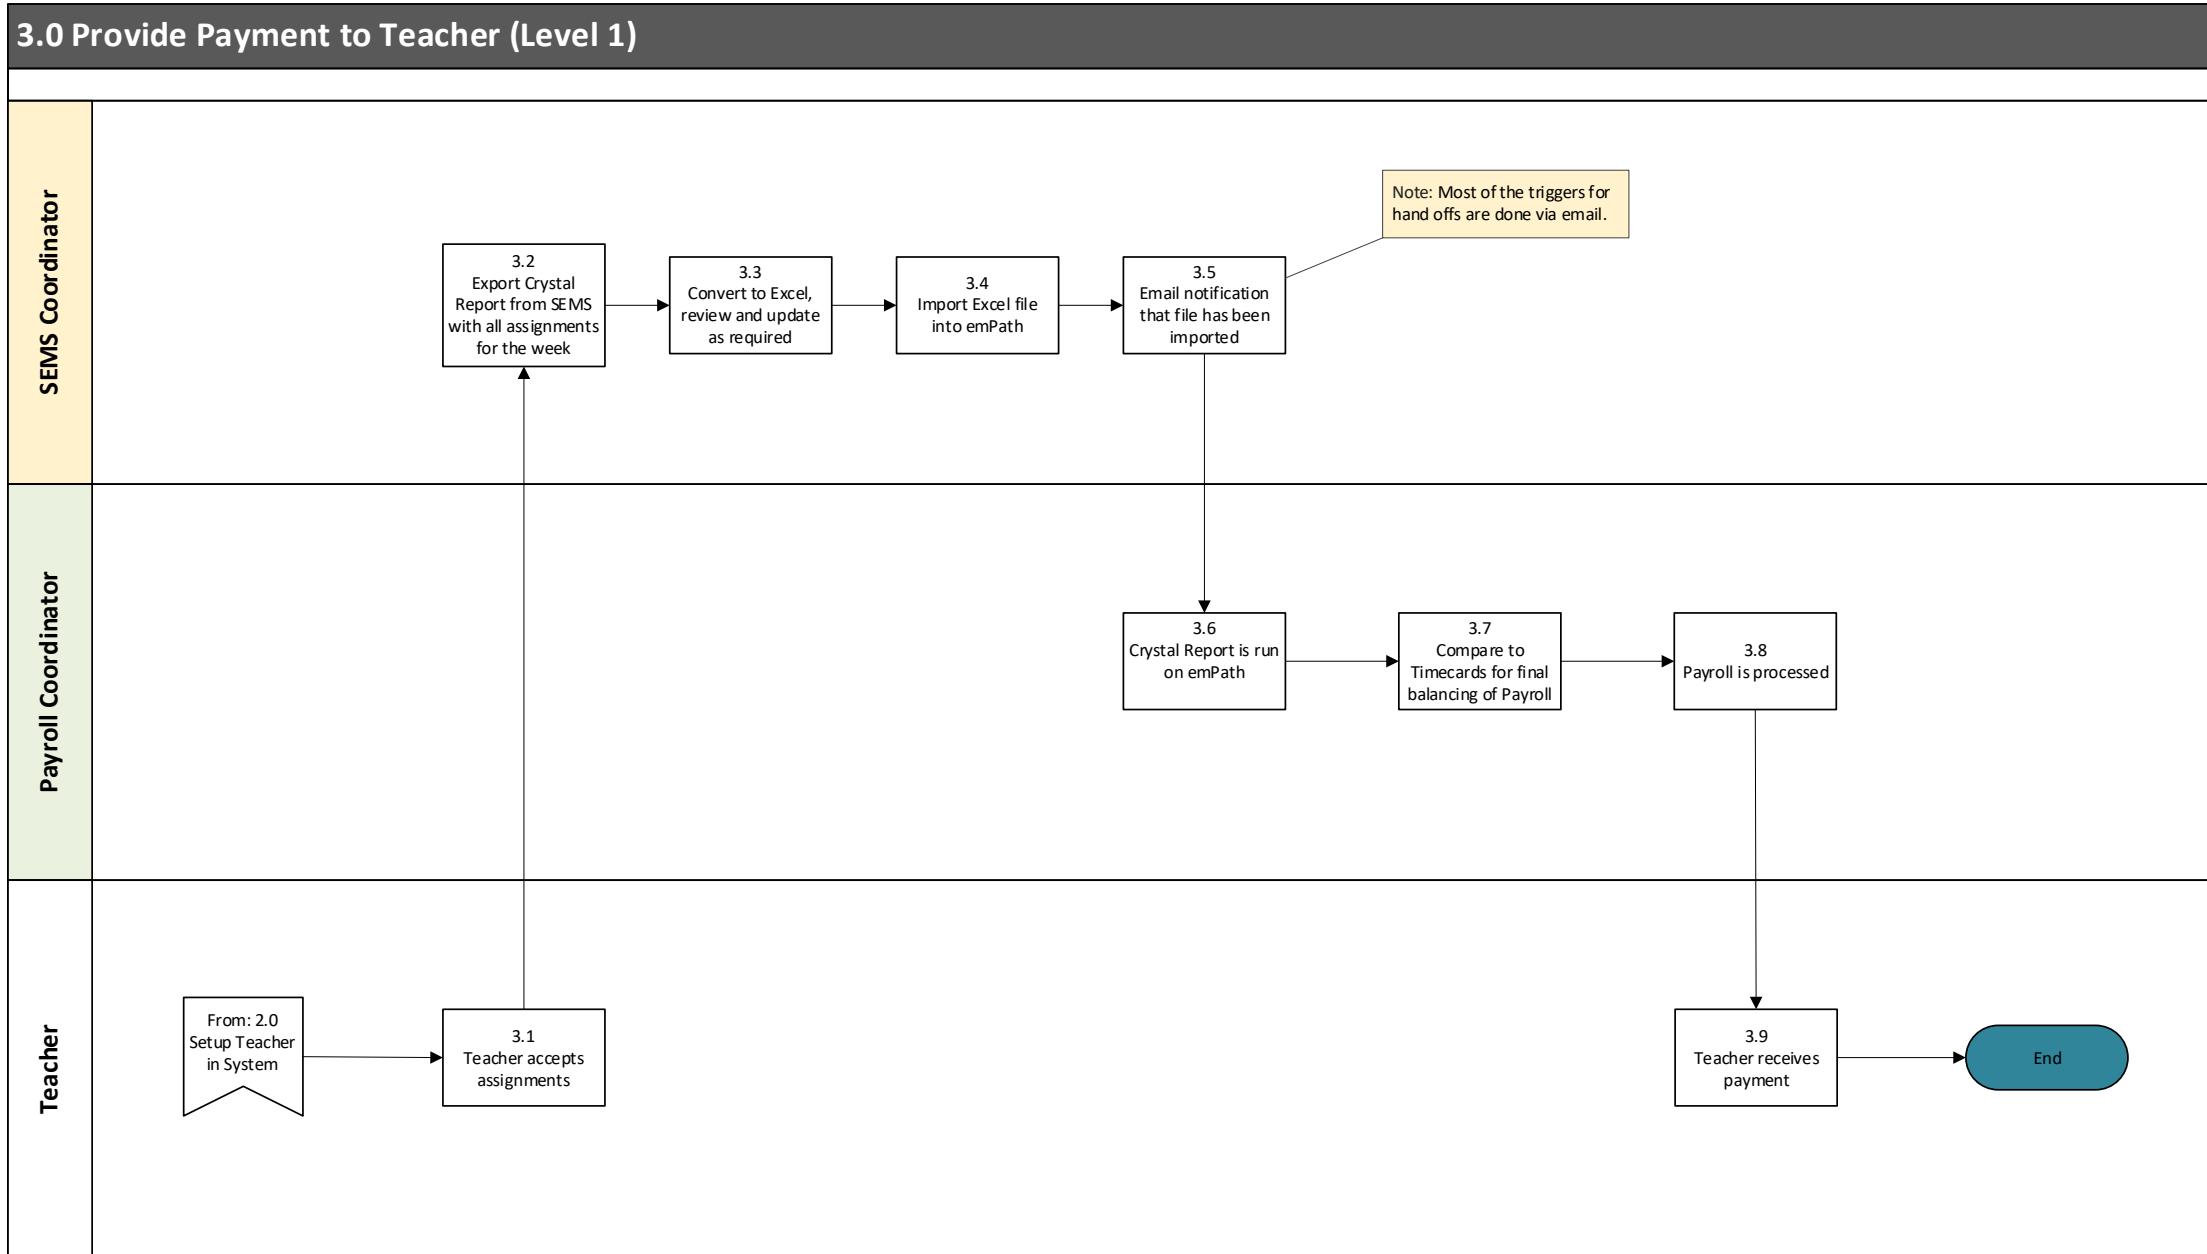 3.0 Provide Payment to Teacher (Level 1)
SEMS Coordinator
3.2
Export Crystal
Report from SEMS
with all assignments
for the week
3.3
Convert to Excel,
review and update
as required
3.4
Import Excel file
into emPath
3.5
Email notification
that file has been
imported
Note: Most of the triggers for
hand offs are done via email.
Payroll Coordinator
3.6
Crystal Report is run
on emPath
3.7
Compare to
Timecards for final
balancing of Payroll
3.8
Payroll is processed
Teacher
From: 2.0
Setup Teacher
in System
3.1
Teacher accepts
assignments
3.9
Teacher receives
payment
End